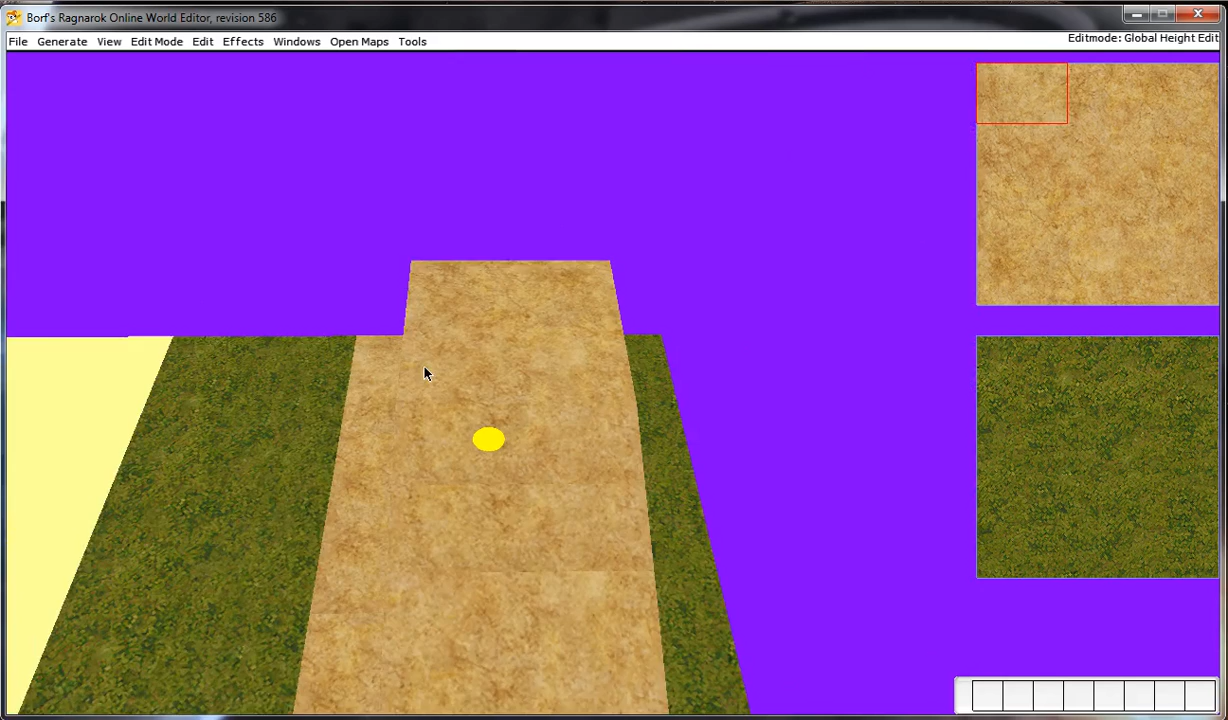 Borf's Ragnarok Online World Editor, revision 586
File Generate View Edit Mode Edit Effects Windows Open Maps Tools
Editmode: Global Height Edit